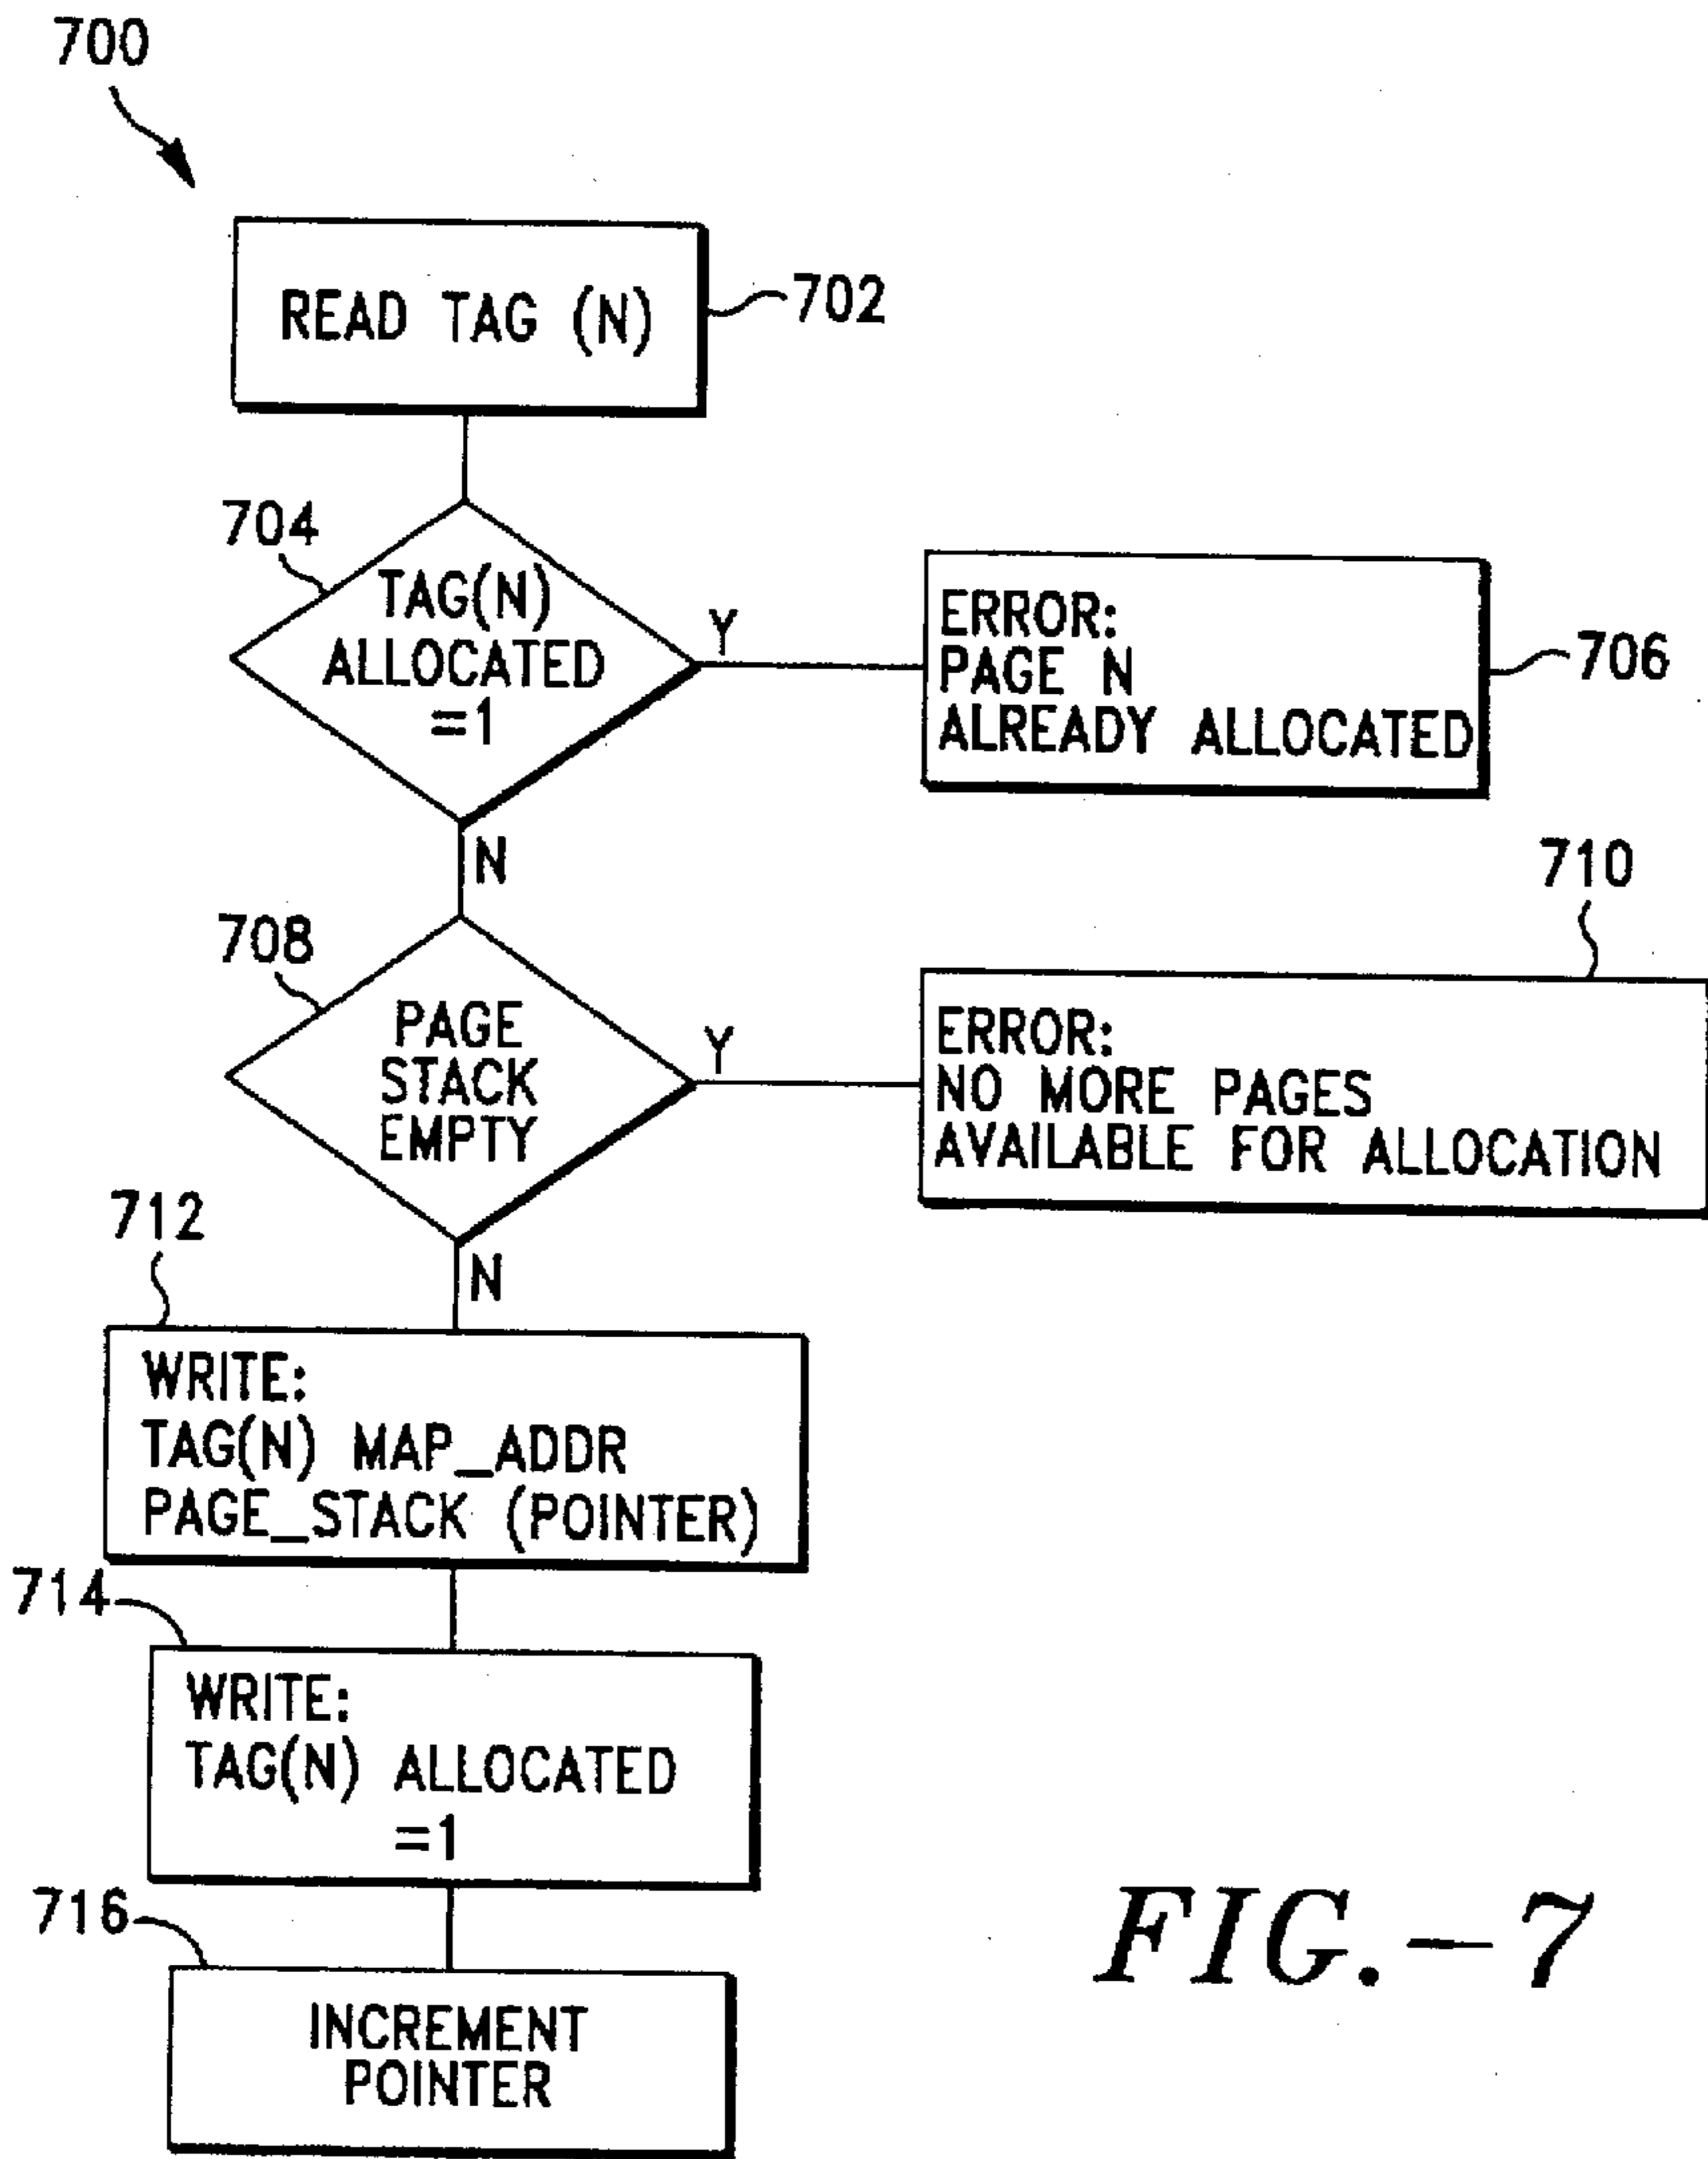 700
READ TAG (N)
702
704
TAG(N)
ALLOCATED
=1
Y
ERROR:
PAGE N
ALREADY ALLOCATED
706
N
708
PAGE
STACK
EMPTY
Y
710
ERROR:
NO MORE PAGES
AVAILABLE FOR ALLOCATION
N
712
WRITE:
TAG(N) MAP_ADDR
PAGE_STACK (POINTER)
714
WRITE:
TAG(N) ALLOCATED
=1
716
INCREMENT
POINTER
FIG.-7